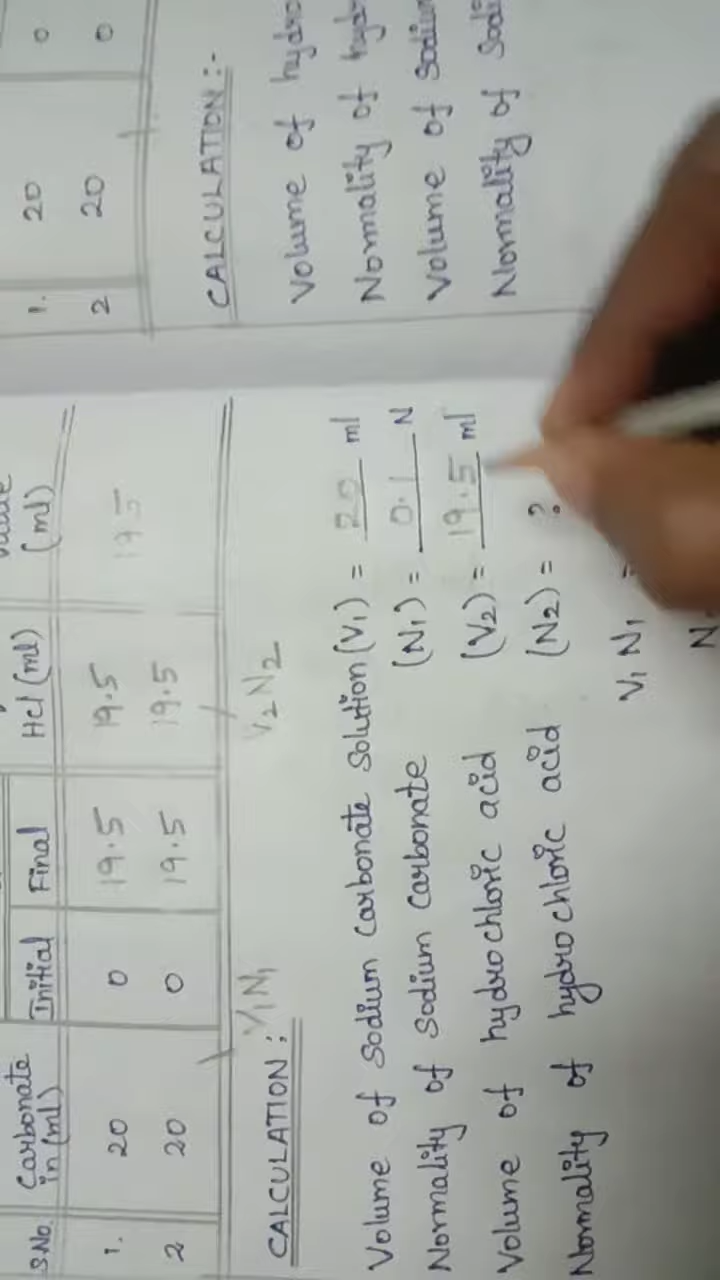 S.No. Carbonate in (ml) Initial Final Hcl (ml) (ml)
1. 20 0 19.5 19.5 19.5
2 20 0 19.5 19.5
V1N1 V2N2
CALCULATION :
Volume of Sodium Carbonate Solution (V1) = 20 ml
Normality of Sodium Carbonate (N1) = 0.1 N
Volume of hydrochloric acid (V2) = 19.5 ml
Normality of hydrochloric acid (N2) = ?
V1 N1 =
1. 20 0
2 20 0
CALCULATION :-
Volume of
Normality of
Volume of
Normality of